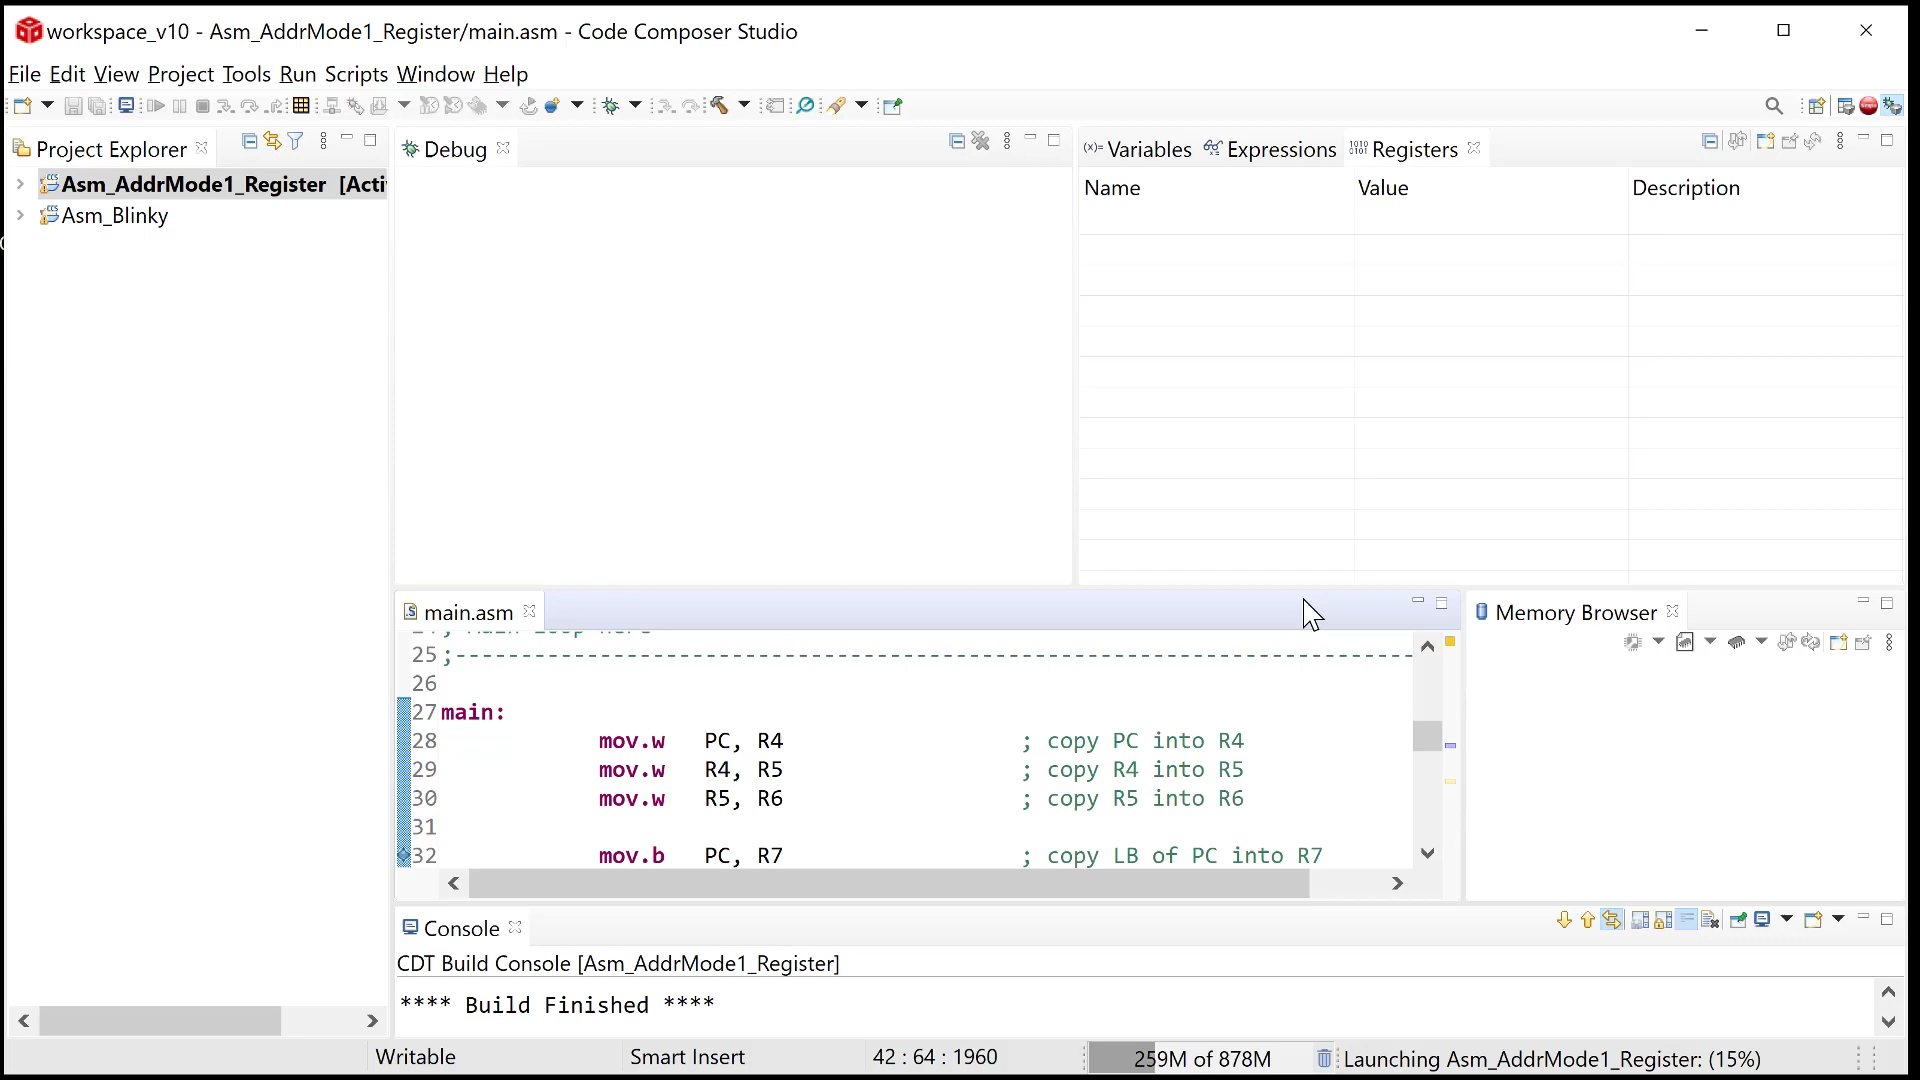 workspace_v10 - Asm_AddrMode1_Register/main.asm - Code Composer Studio
File Edit View Project Tools Run Scripts Window Help
Project Explorer
Debug
Variables Expressions Registers
Asm_AddrMode1_Register [Acti
Asm_Blinky
Name Value Description
main.asm
Memory Browser
25 ;-------------------------------------------------------------------------
26
27 main:
28 mov.w PC, R4 ; copy PC into R4
29 mov.w R4, R5 ; copy R4 into R5
30 mov.w R5, R6 ; copy R5 into R6
31
32 mov.b PC, R7 ; copy LB of PC into R7
Console
CDT Build Console [Asm_AddrMode1_Register]
**** Build Finished ****
Writable Smart Insert 42 : 64 : 1960 259M of 878M Launching Asm_AddrMode1_Register: (15%)